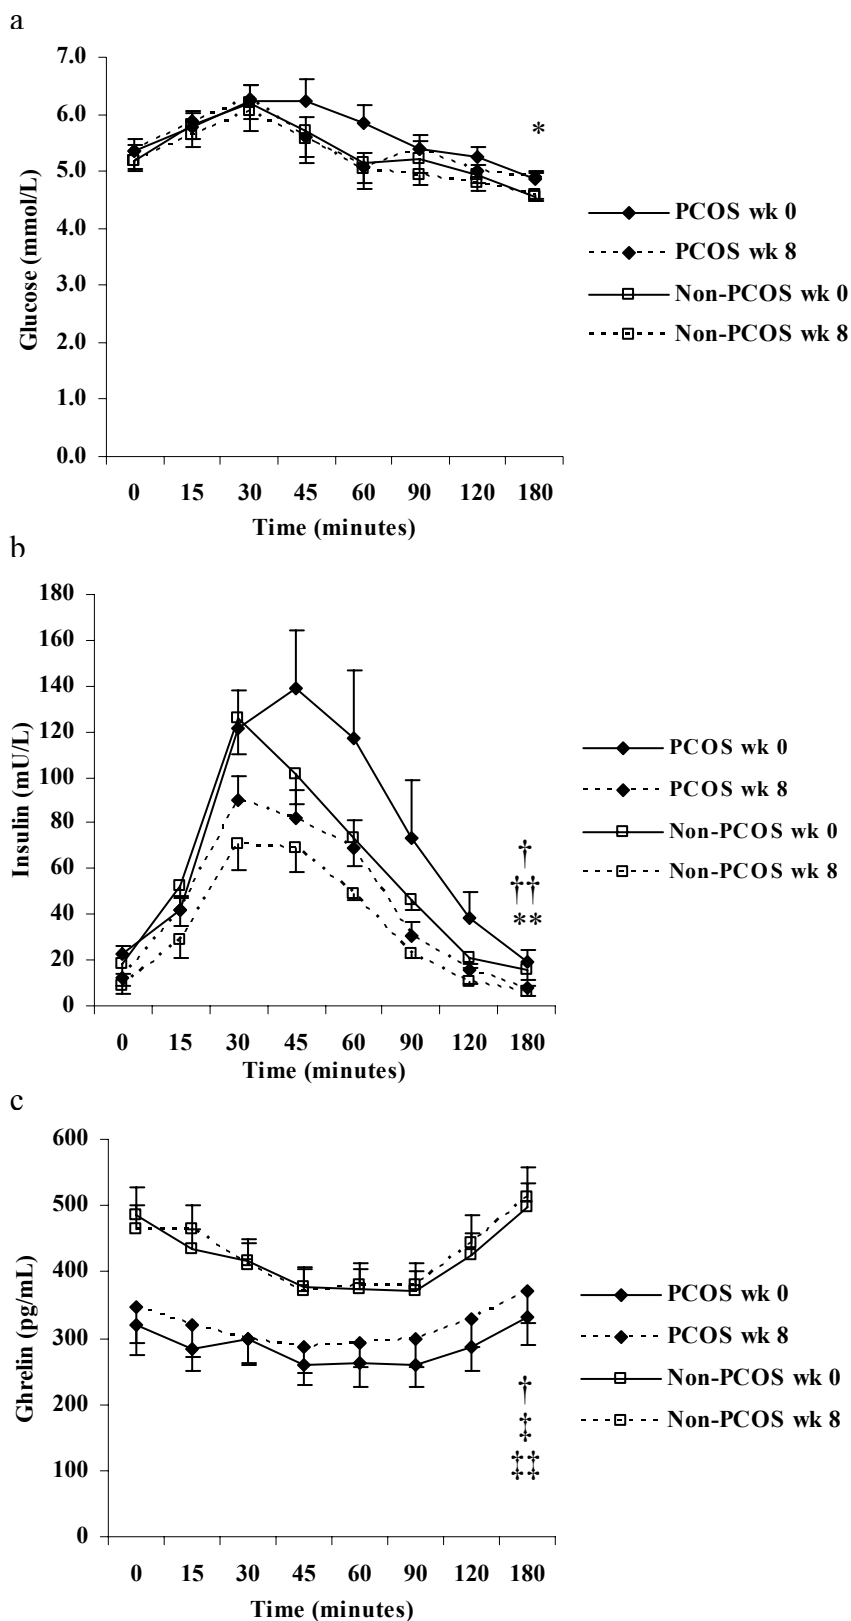 a
7.0
6.0
5.0
4.0
3.0
2.0
1.0
0.0
Glucose (mmol/L)
*
PCOS wk 0
PCOS wk 8
Non-PCOS wk 0
Non-PCOS wk 8
0 15 30 45 60 90 120 180
Time (minutes)
b
180
160
140
120
100
80
60
40
20
0
Insulin (mU/L)
†
††
**
PCOS wk 0
PCOS wk 8
Non-PCOS wk 0
Non-PCOS wk 8
0 15 30 45 60 90 120 180
Time (minutes)
c
600
500
400
300
200
100
0
Ghrelin (pg/mL)
†
‡
‡‡
PCOS wk 0
PCOS wk 8
Non-PCOS wk 0
Non-PCOS wk 8
0 15 30 45 60 90 120 180
Time (minutes)